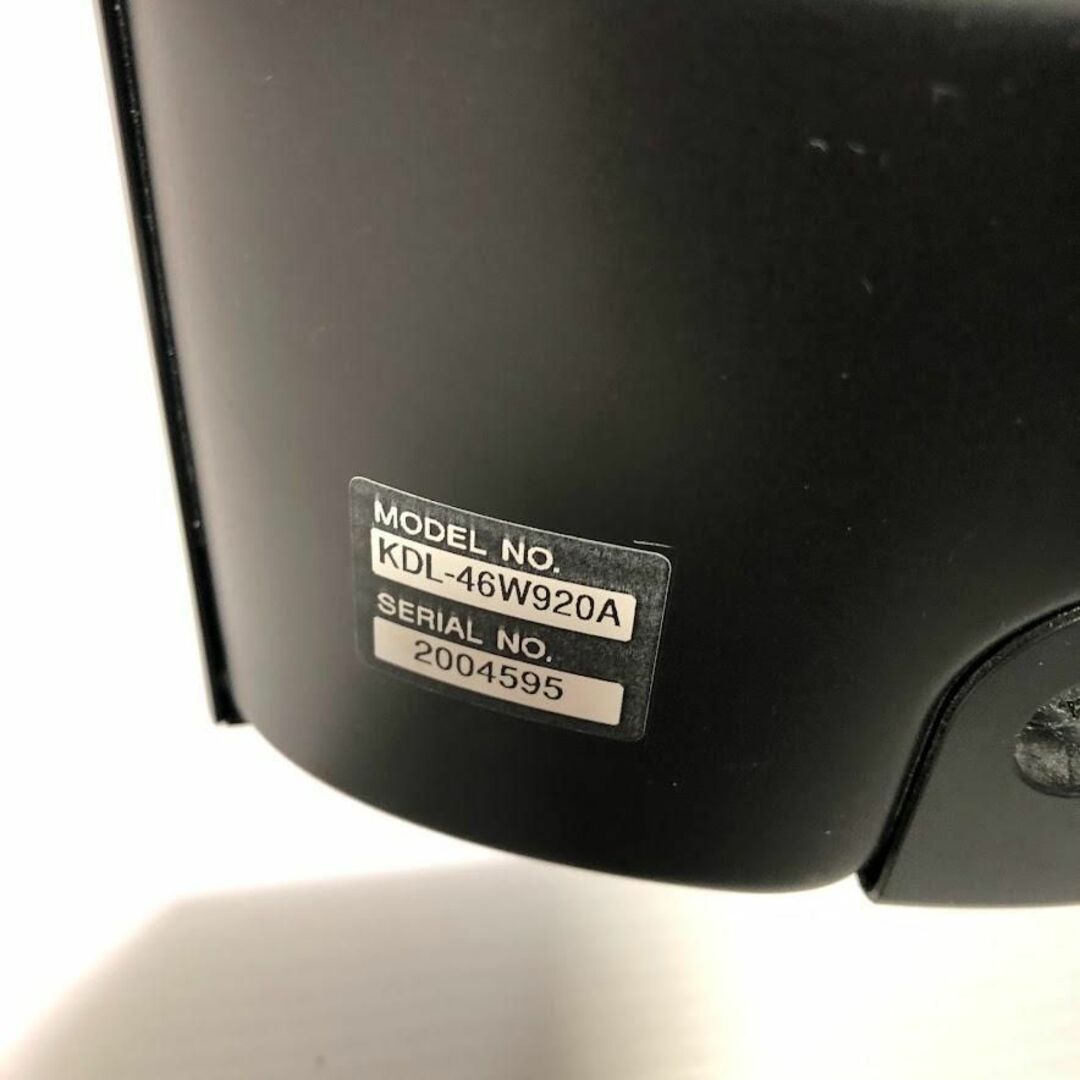 MODEL NO.
KDL-46W920A
SERIAL NO.
2004595